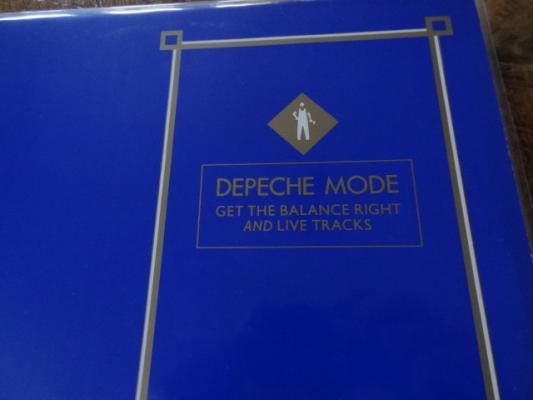 DEPECHE MODE
GET THE BALANCE RIGHT
AND LIVE TRACKS